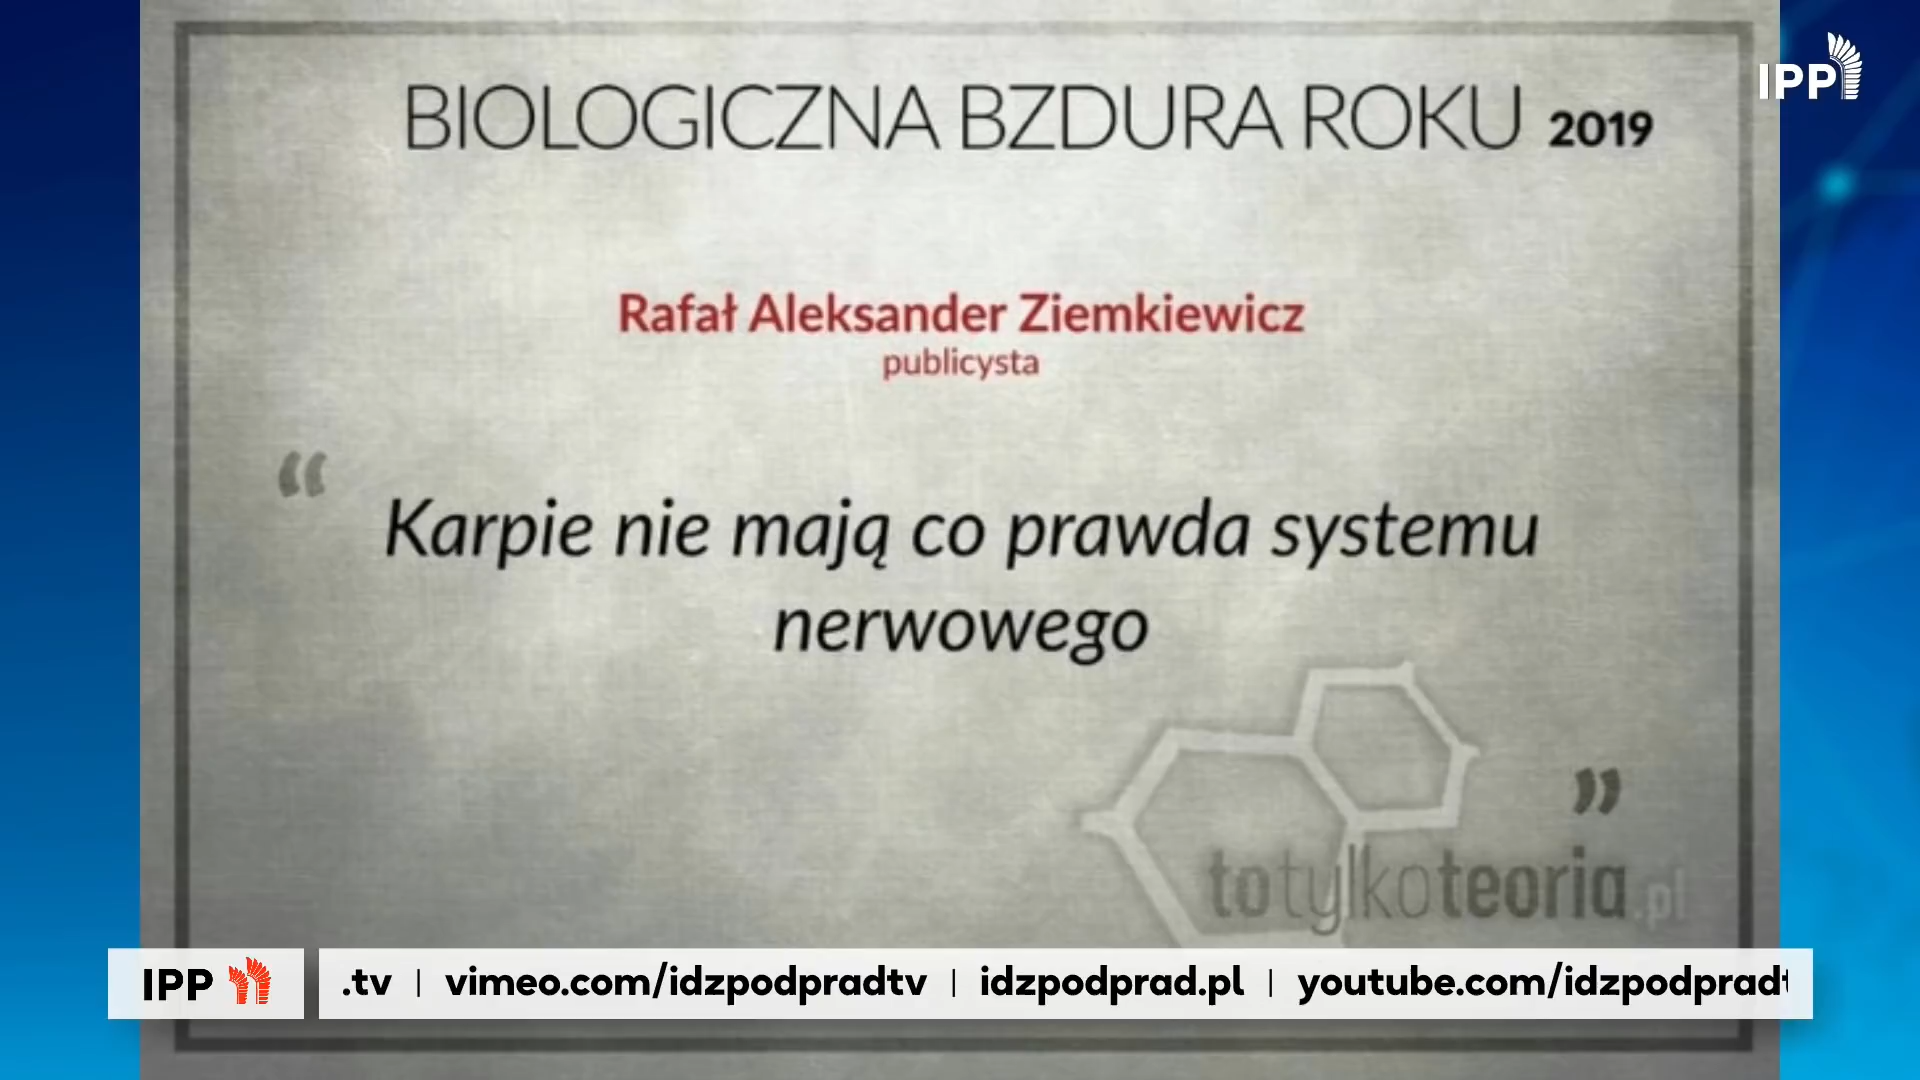 BIOLOGICZNA BZDURA ROKU 2019
IPP
Rafał Aleksander Ziemkiewicz
publicysta
“
Karpie nie mają co prawda systemu
nerwowego
”
totylkoteoria.pl
IPP
.tv | vimeo.com/idzpodpradtv | idzpodprad.pl | youtube.com/idzpodpradt